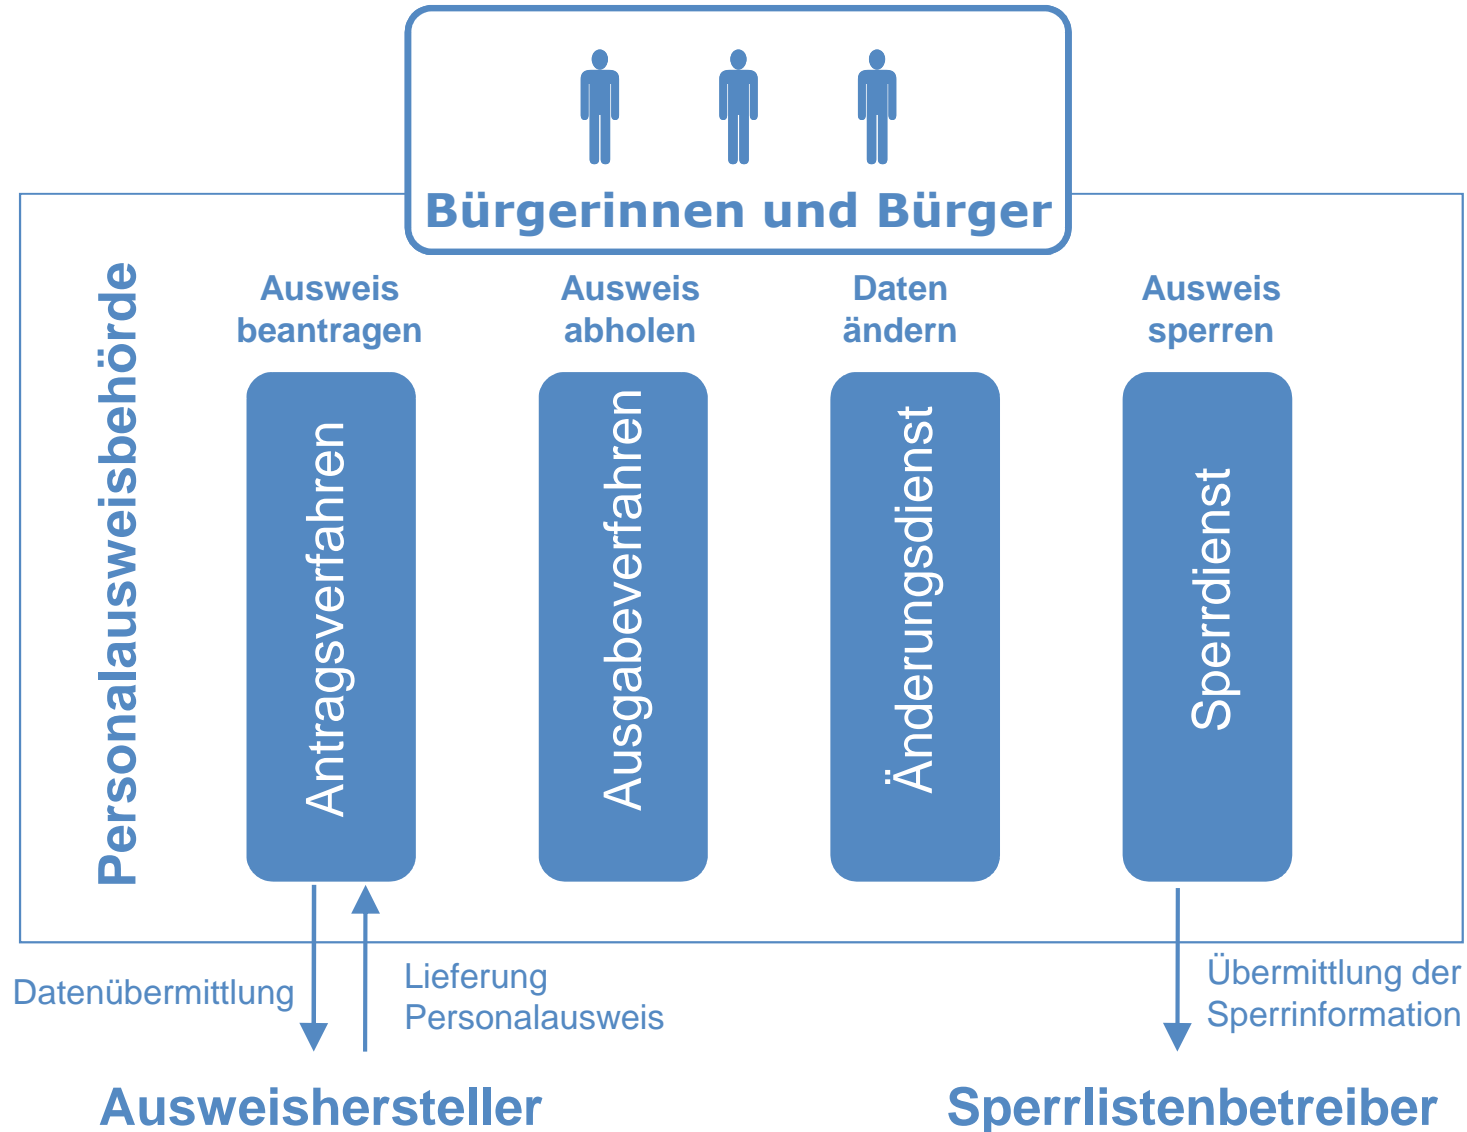 Bürgerinnen und Bürger
Personalausweisbehörde
Ausweis
beantragen
Ausweis
abholen
Daten
ändern
Ausweis
sperren
Antragsverfahren
Ausgabeverfahren
Änderungsdienst
Sperrdienst
Datenübermittlung
Lieferung
Personalausweis
Übermittlung der
Sperrinformation
Ausweishersteller
Sperrlistenbetreiber